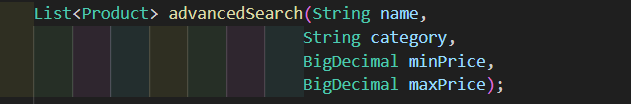 List<Product> advancedSearch(String name,
String category,
BigDecimal minPrice,
BigDecimal maxPrice);